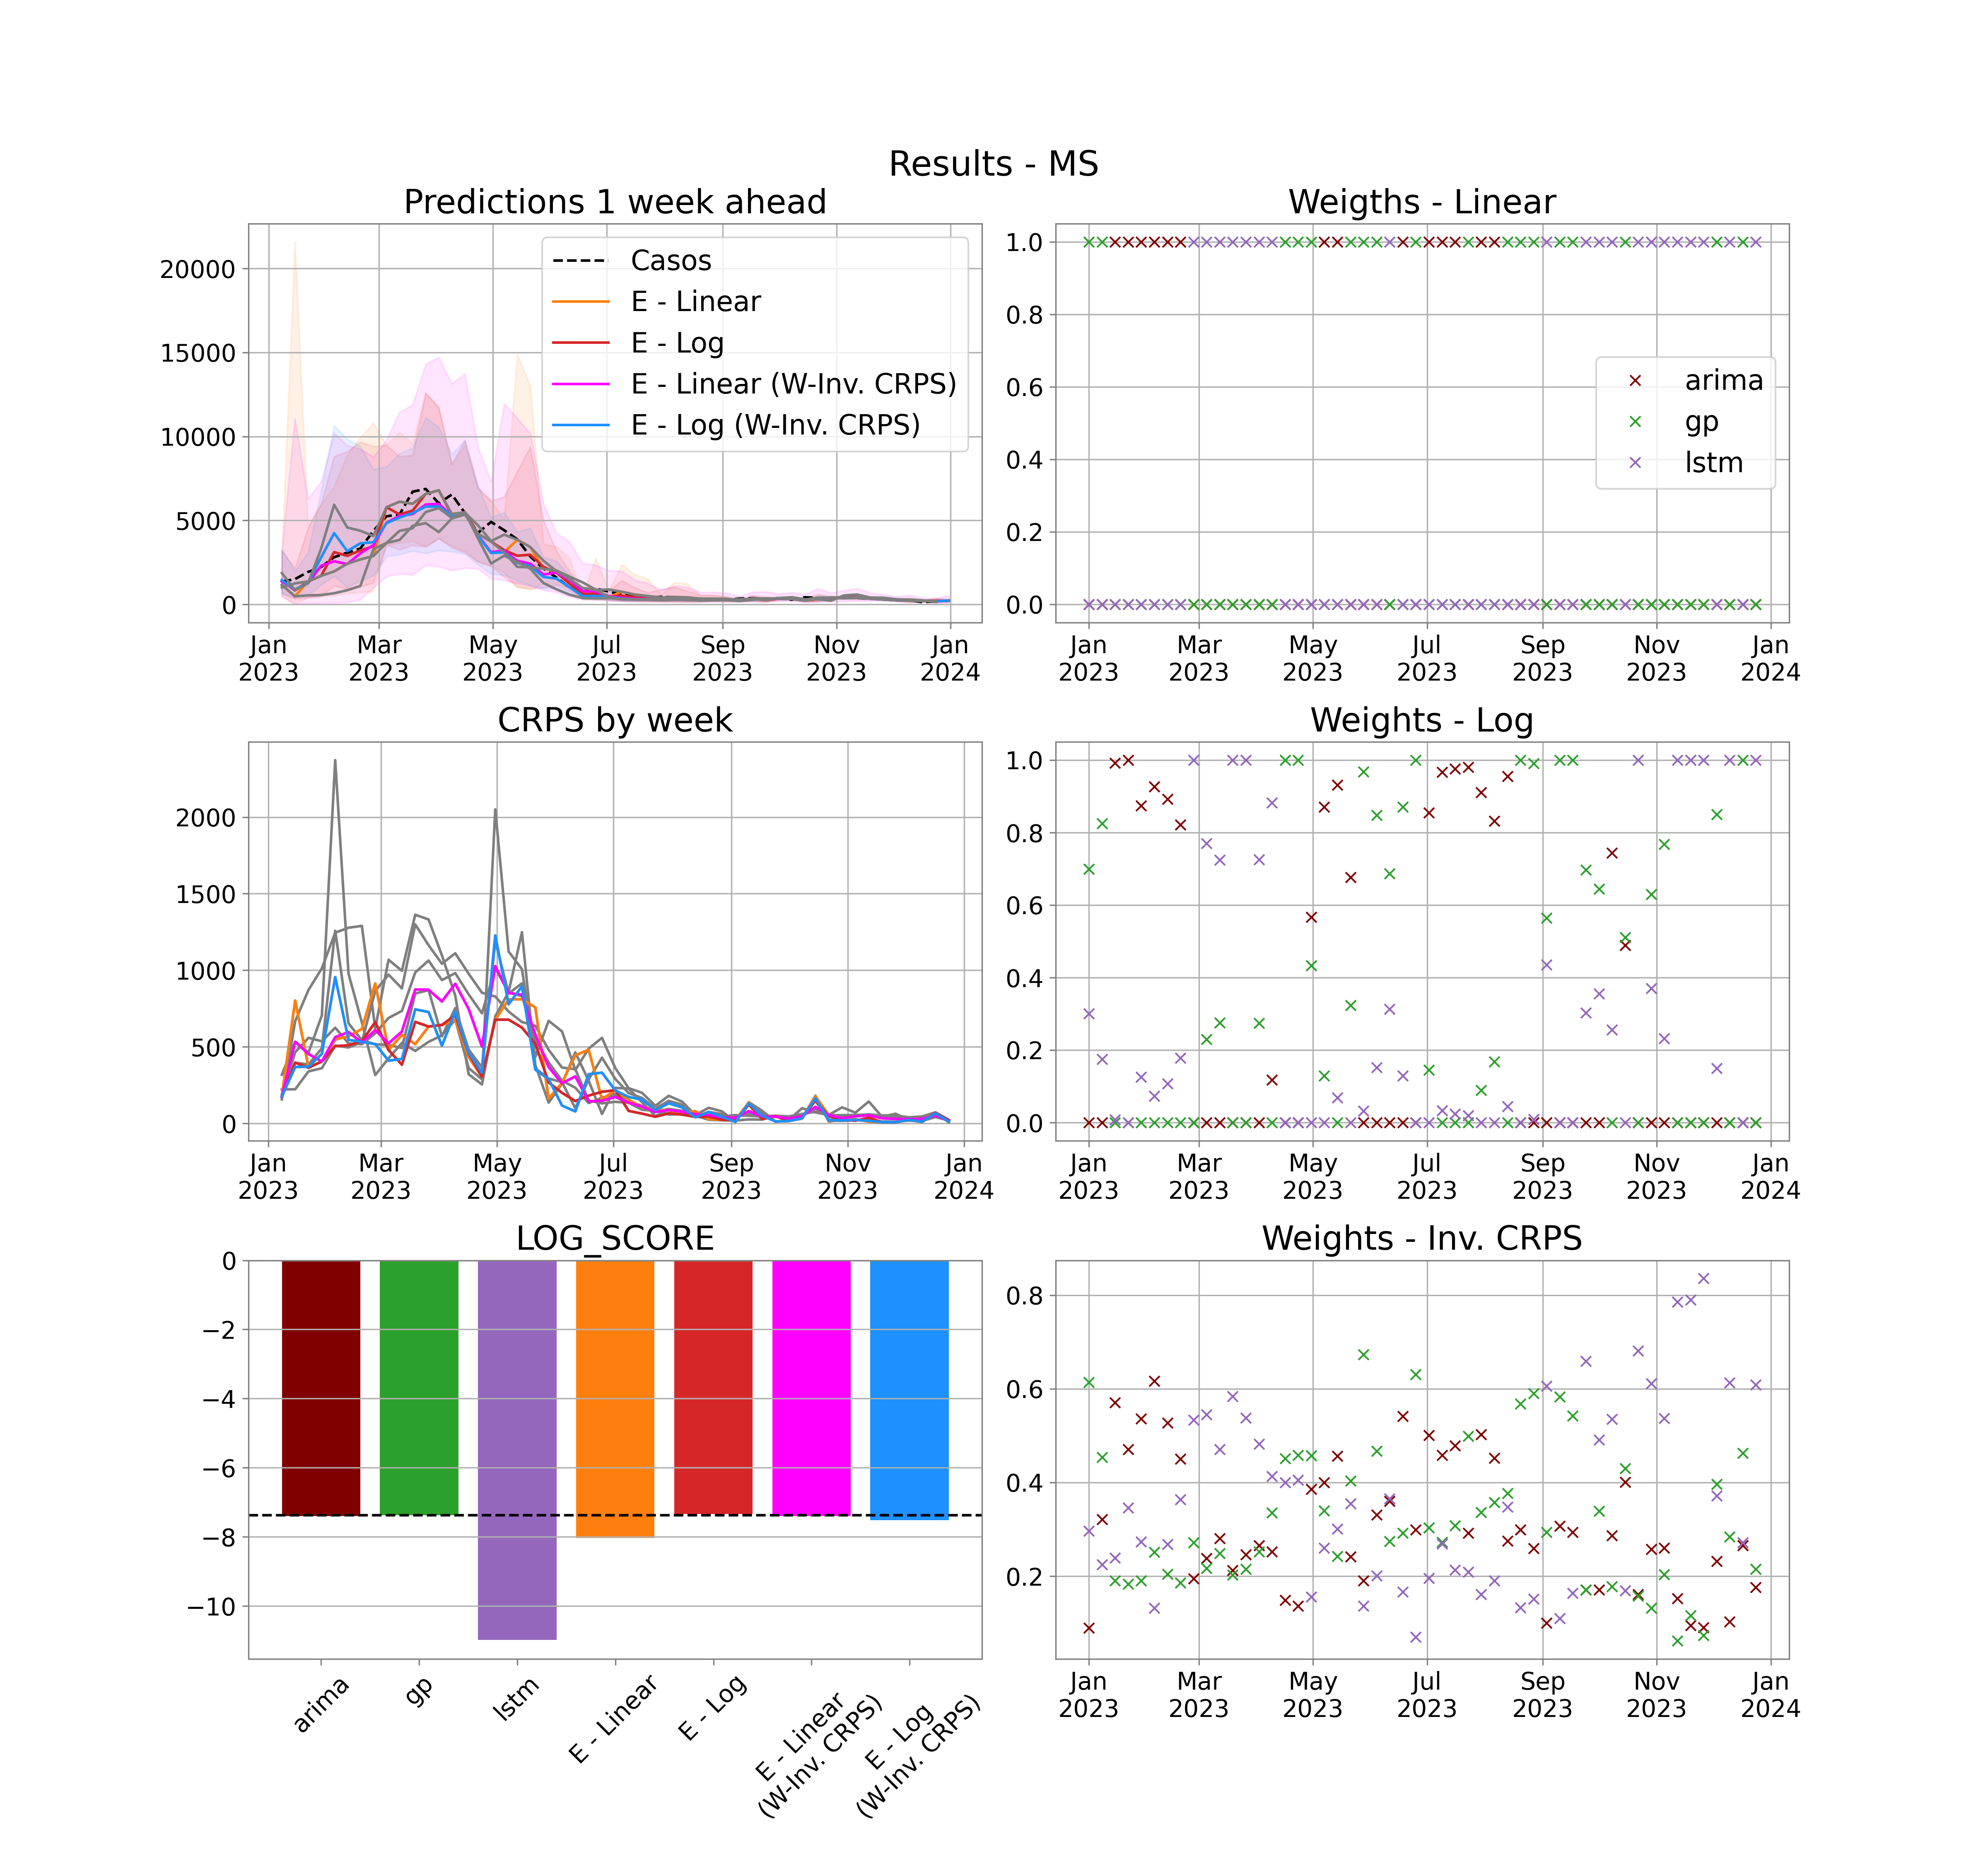 Results - MS
Predictions 1 week ahead
20000
15000
10000
5000
0
Jan
2023
Mar
2023
May
2023
Jul
2023
Sep
2023
Nov
2023
Jan
2024
Casos
E - Linear
E - Log
E - Linear (W-Inv. CRPS)
E - Log (W-Inv. CRPS)
Weigths - Linear
1.0
0.8
0.6
0.4
0.2
0.0
Jan
2023
Mar
2023
May
2023
Jul
2023
Sep
2023
Nov
2023
Jan
2024
arima
gp
lstm
CRPS by week
2000
1500
1000
500
0
Jan
2023
Mar
2023
May
2023
Jul
2023
Sep
2023
Nov
2023
Jan
2024
Weights - Log
1.0
0.8
0.6
0.4
0.2
0.0
Jan
2023
Mar
2023
May
2023
Jul
2023
Sep
2023
Nov
2023
Jan
2024
LOG_SCORE
0
−2
−4
−6
−8
−10
arima
gp
lstm
E - Linear
E - Log
E - Linear
(W-Inv. CRPS)
E - Log
(W-Inv. CRPS)
Weights - Inv. CRPS
0.8
0.6
0.4
0.2
Jan
2023
Mar
2023
May
2023
Jul
2023
Sep
2023
Nov
2023
Jan
2024